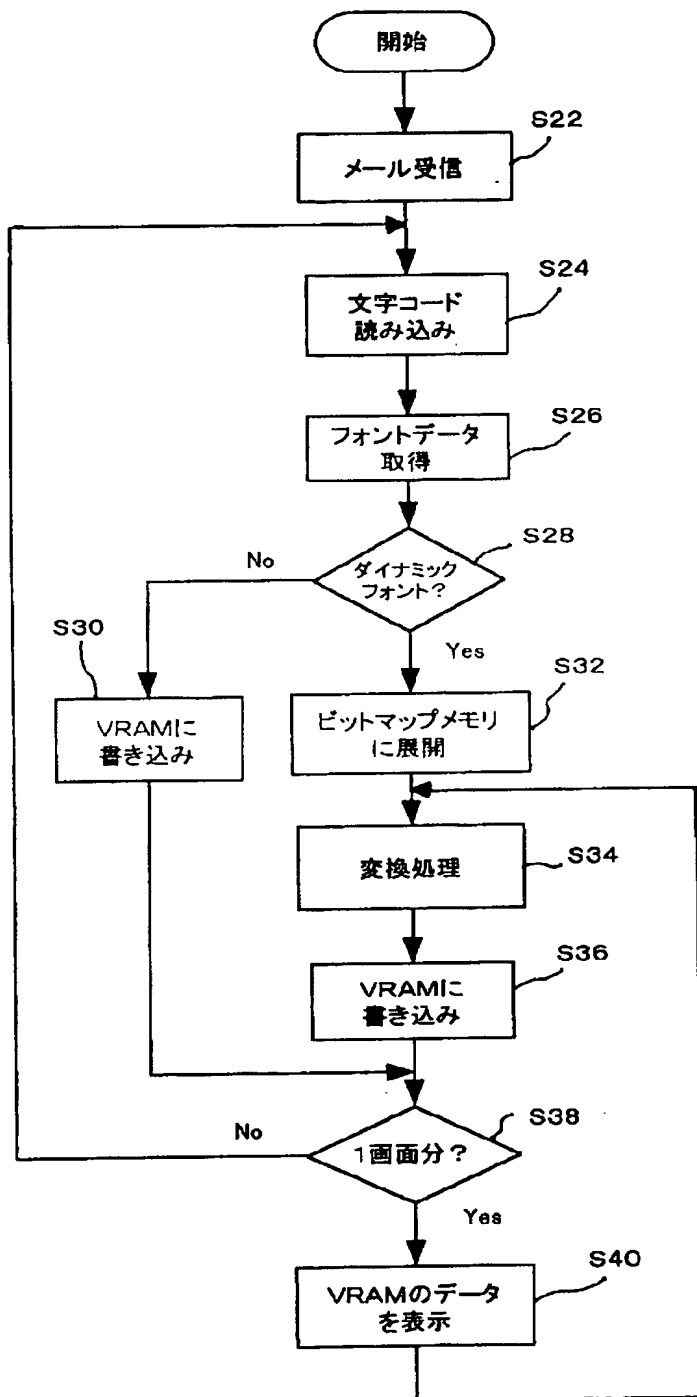 開始
S22
メール受信
S24
文字コード
読み込み
S26
フォントデータ
取得
S28
ダイナミック
フォント?
No
Yes
S30
VRAMに
書き込み
S32
ビットマップメモリ
に展開
S34
変換処理
S36
VRAMに
書き込み
S38
1画面分?
No
Yes
S40
VRAMのデータ
を表示